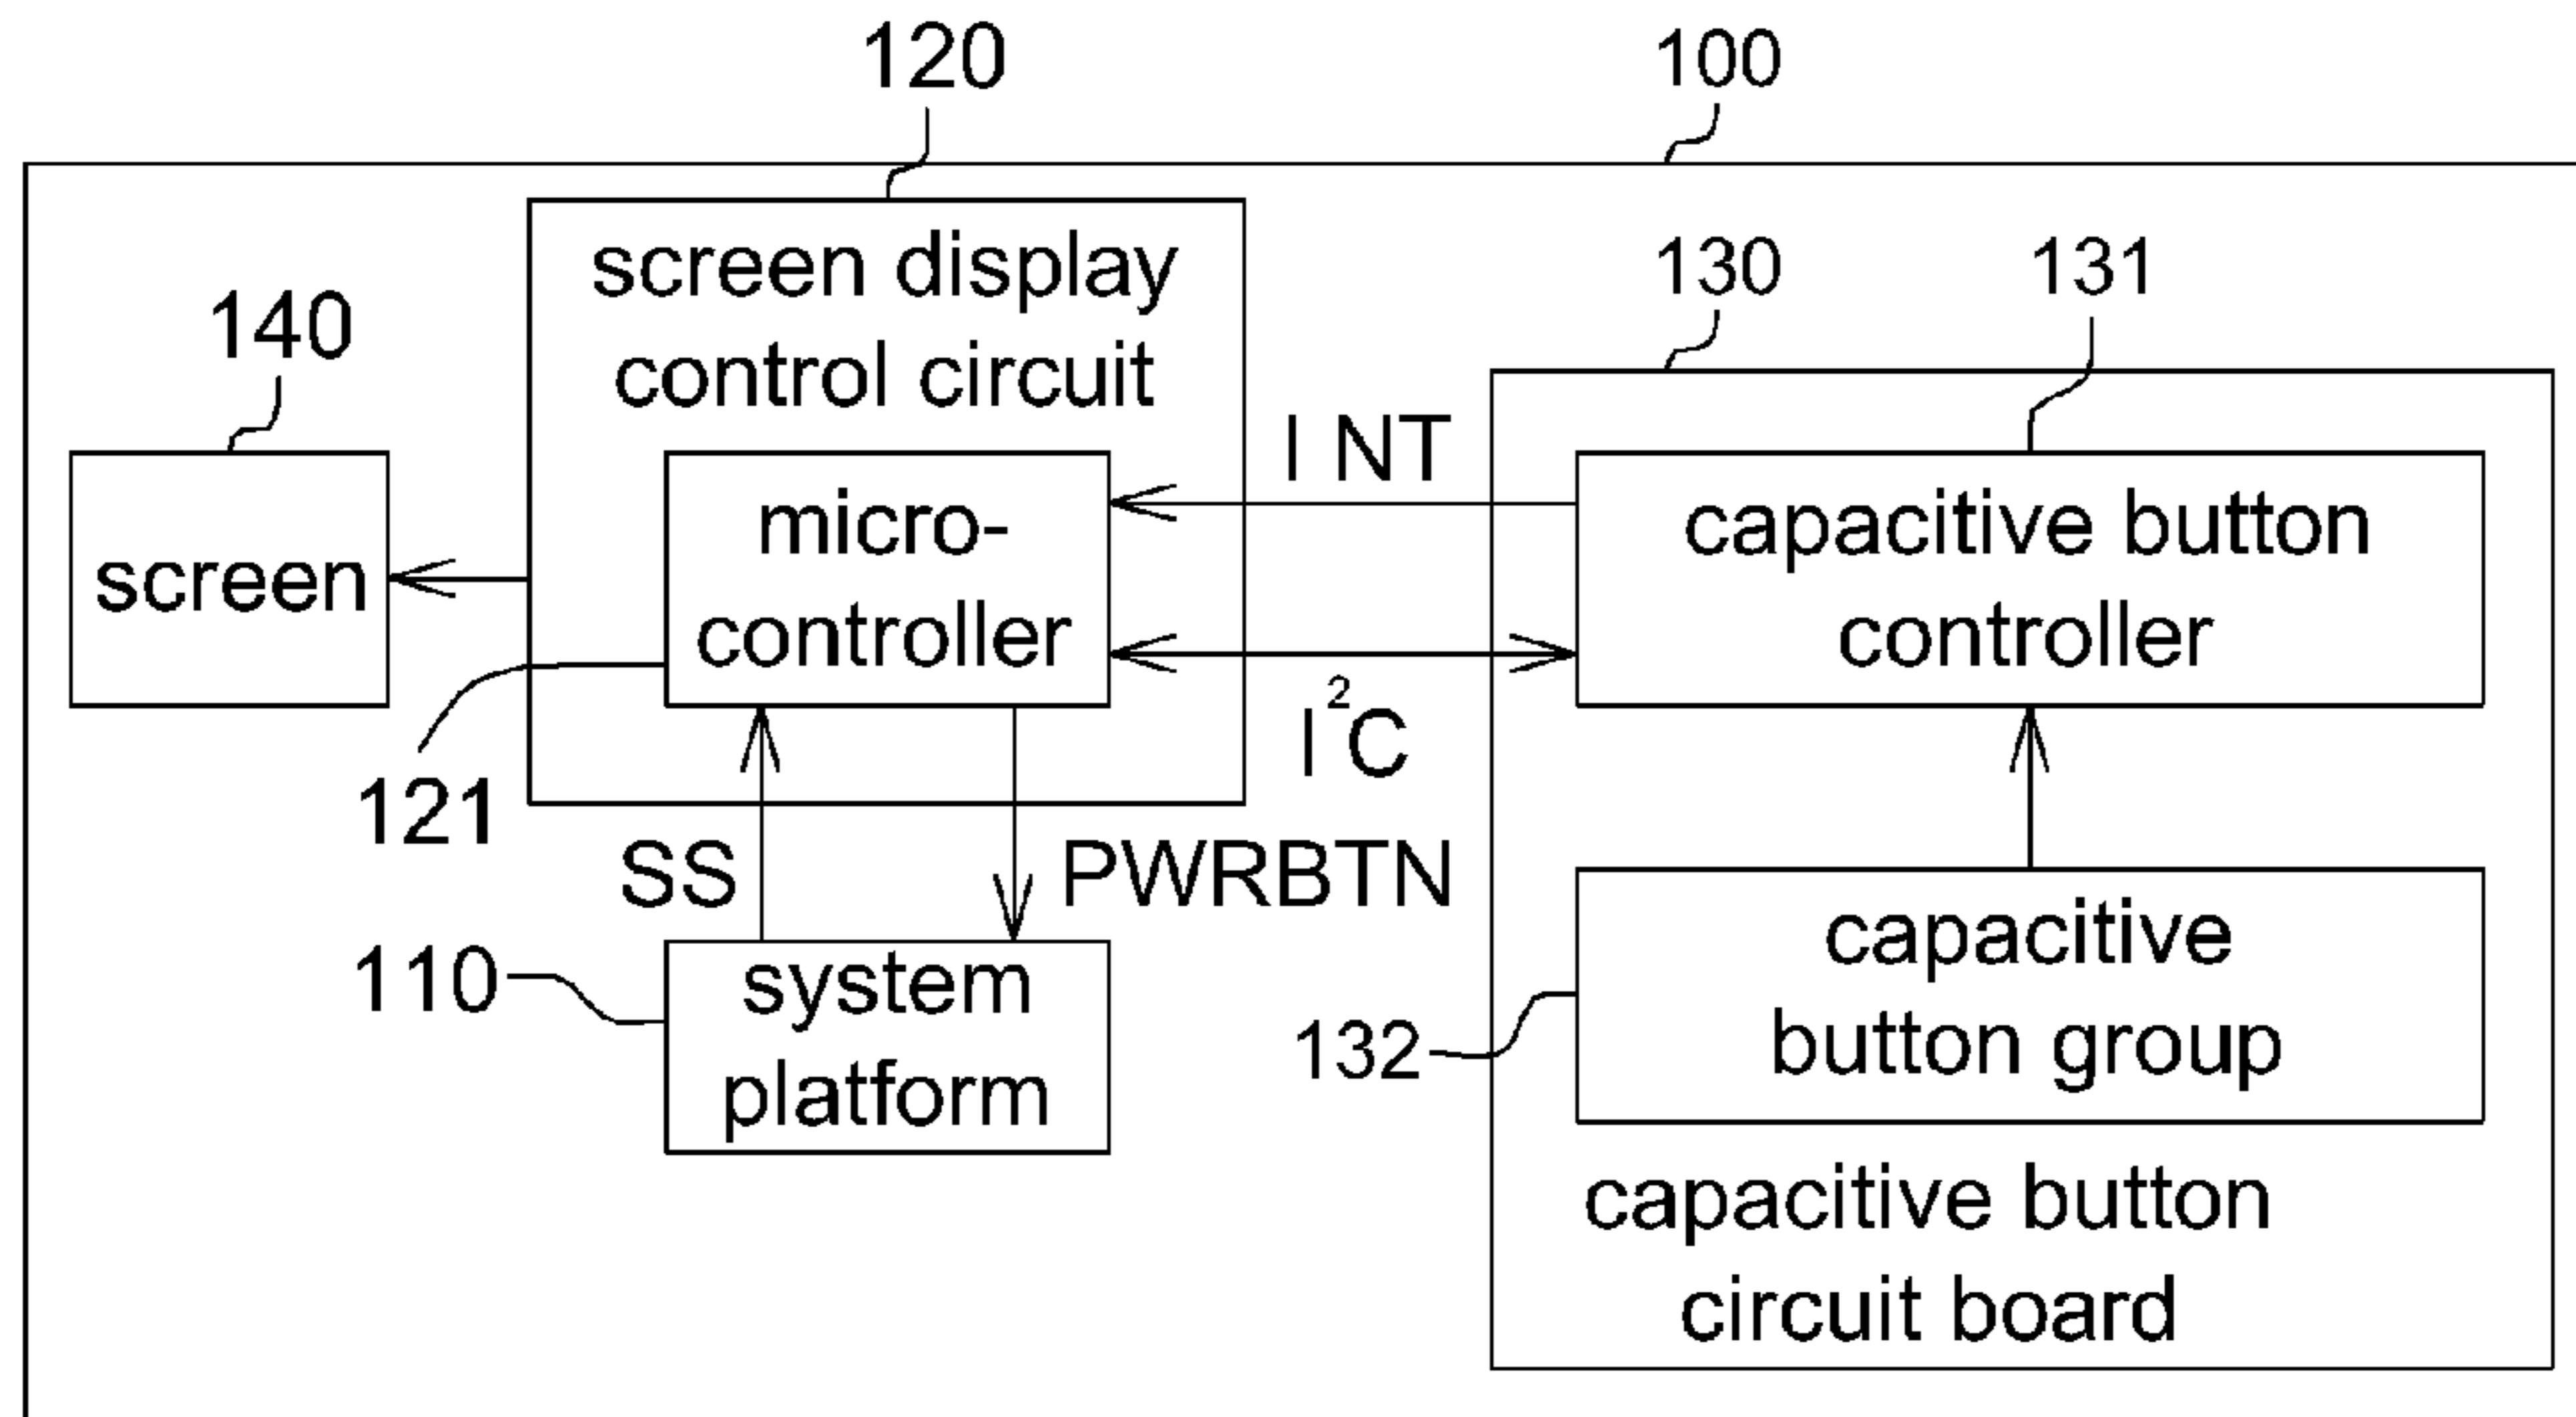 120
100
screen display
control circuit
130
131
140
I NT
micro-
controller
capacitive button
controller
screen
I²C
121
SS
PWRBTN
110
system
platform
capacitive
button group
132
capacitive button
circuit board